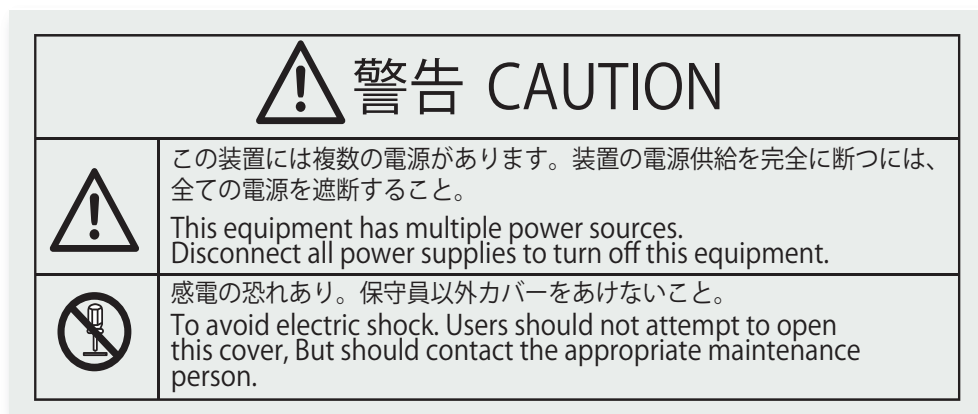 警告 CAUTION
この装置には複数の電源があります。装置の電源供給を完全に断つには、
全ての電源を遮断すること。
This equipment has multiple power sources.
Disconnect all power supplies to turn off this equipment.
感電の恐れあり。保守員以外カバーをあけないこと。
To avoid electric shock. Users should not attempt to open
this cover, But should contact the appropriate maintenance
person.